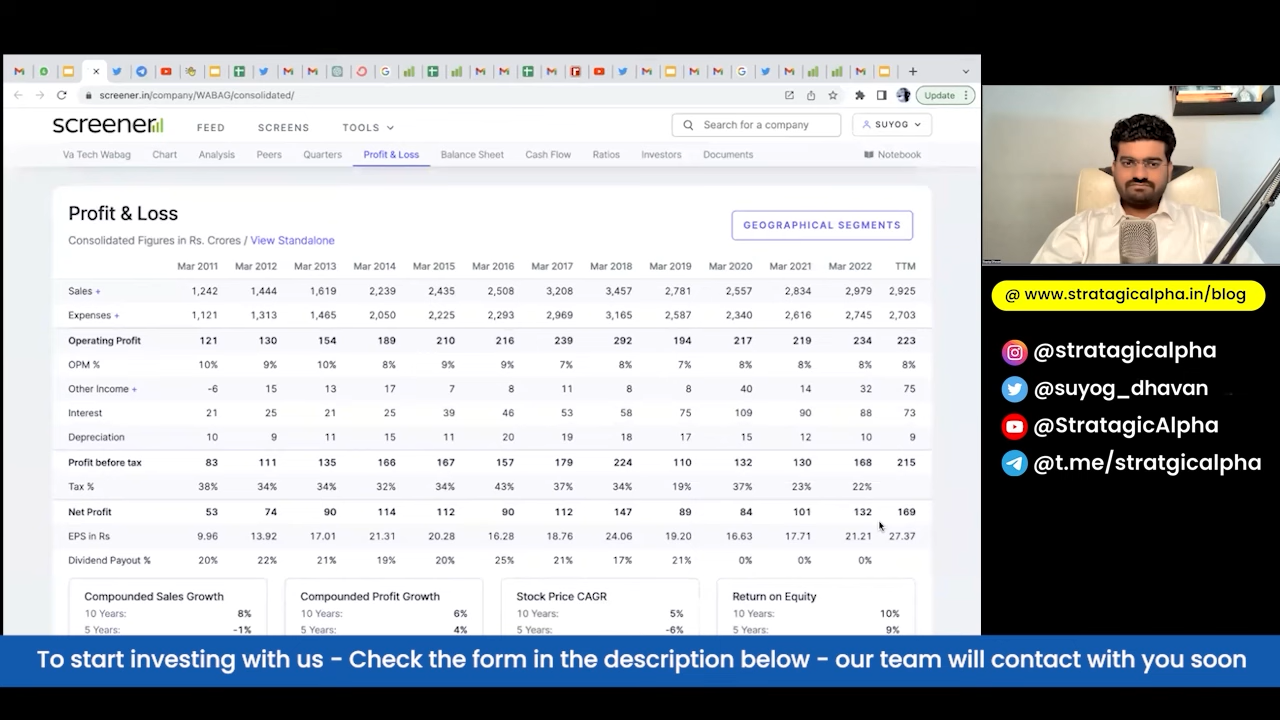 screener.in/company/WABAG/consolidated/
Update
screener
FEED
SCREENS
TOOLS
Search for a company
SUYOG
Va Tech Wabag
Chart
Analysis
Peers
Quarters
Profit & Loss
Balance Sheet
Cash Flow
Ratios
Investors
Documents
Notebook
Profit & Loss
Consolidated Figures in Rs. Crores / View Standalone
GEOGRAPHICAL SEGMENTS
Mar 2011 Mar 2012 Mar 2013 Mar 2014 Mar 2015 Mar 2016 Mar 2017 Mar 2018 Mar 2019 Mar 2020 Mar 2021 Mar 2022 TTM
Sales + 1,242 1,444 1,619 2,239 2,435 2,508 3,208 3,457 2,781 2,557 2,834 2,979 2,925
Expenses + 1,121 1,313 1,465 2,050 2,225 2,293 2,969 3,165 2,587 2,340 2,616 2,745 2,703
Operating Profit 121 130 154 189 210 216 239 292 194 217 219 234 223
OPM % 10% 9% 10% 8% 9% 9% 7% 8% 7% 8% 8% 8% 8%
Other Income + -6 15 13 17 7 8 11 8 8 40 14 32 75
Interest 21 25 21 25 39 46 53 58 75 109 90 88 73
Depreciation 10 9 11 15 11 20 19 18 17 15 12 10 9
Profit before tax 83 111 135 166 167 157 179 224 110 132 130 168 215
Tax % 38% 34% 34% 32% 34% 43% 37% 34% 19% 37% 23% 22%
Net Profit 53 74 90 114 112 90 112 147 89 84 101 132 169
EPS in Rs 9.96 13.92 17.01 21.31 20.28 16.28 18.76 24.06 19.20 16.63 17.71 21.21 27.37
Dividend Payout % 20% 22% 21% 19% 20% 25% 21% 17% 21% 0% 0% 0%
Compounded Sales Growth
10 Years: 8%
5 Years: -1%
Compounded Profit Growth
10 Years: 6%
5 Years: 4%
Stock Price CAGR
10 Years: 5%
5 Years: -6%
Return on Equity
10 Years: 10%
5 Years: 9%
@ www.stratagicalpha.in/blog
@stratagicalpha
@suyog_dhavan
@StratagicAlpha
@t.me/stratgicalpha
To start investing with us - Check the form in the description below - our team will contact with you soon